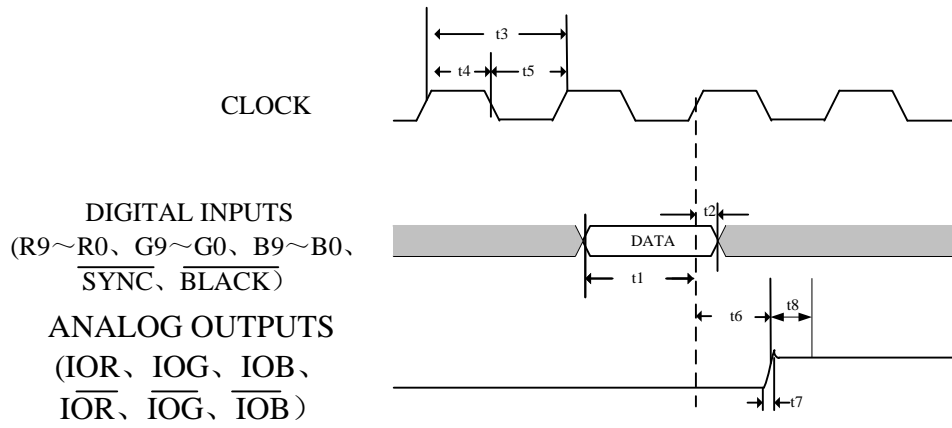 t3
t4 t5
CLOCK
DIGITAL INPUTS
(R9～R0、G9～G0、B9～B0、
SYNC、BLACK）
t2
DATA
t1
ANALOG OUTPUTS
(IOR、IOG、IOB、
IOR、IOG、IOB）
t6 t8
t7